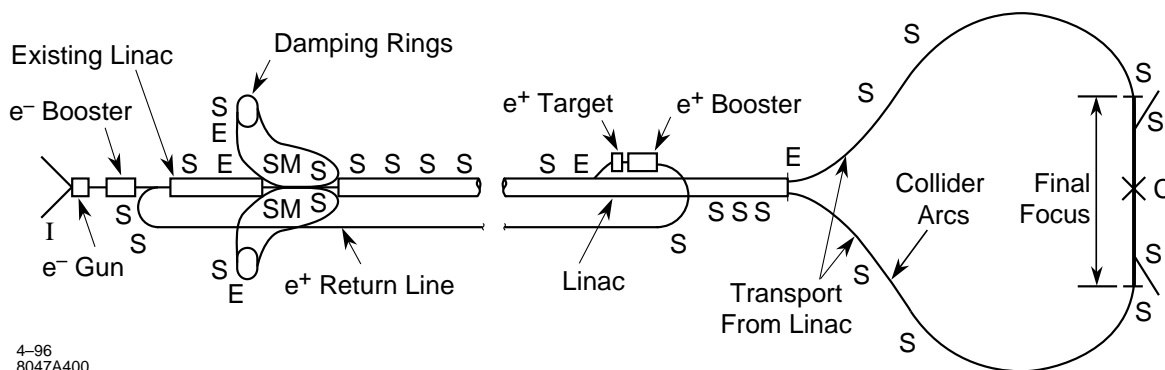 Damping Rings
Existing Linac
e– Booster
e+ Target
e+ Booster
S
S
S
S
S
E
S
S
E
SM
S
S
S
S
S
S
E
E
S
I
SM
S
S
S
S
S
S
S
S
E
e– Gun
e+ Return Line
Linac
Transport
From Linac
Collider
Arcs
Final
Focus
C
S
S
S
S
4–96
8047A400